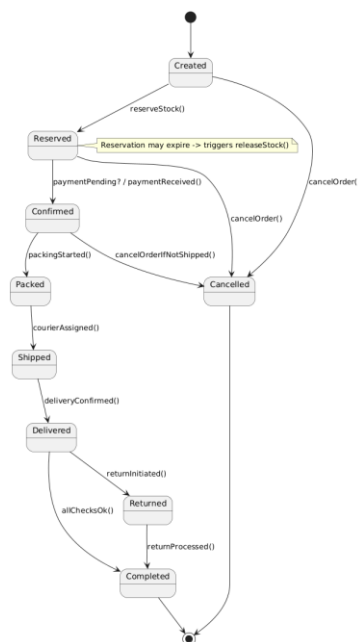 Created
reserveStock()
Reserved
Reservation may expire -> triggers releaseStock()
paymentPending? / paymentReceived()
cancelOrder(
Confirmed
cancelOrder()
packingStarted()
cancelOrderIfNotShipped()
Packed
Cancelled
courierAssigned()
Shipped
deliveryConfirmed()
Delivered
returnInitiated()
Returned
allChecksOk()
returnProcessed()
Completed